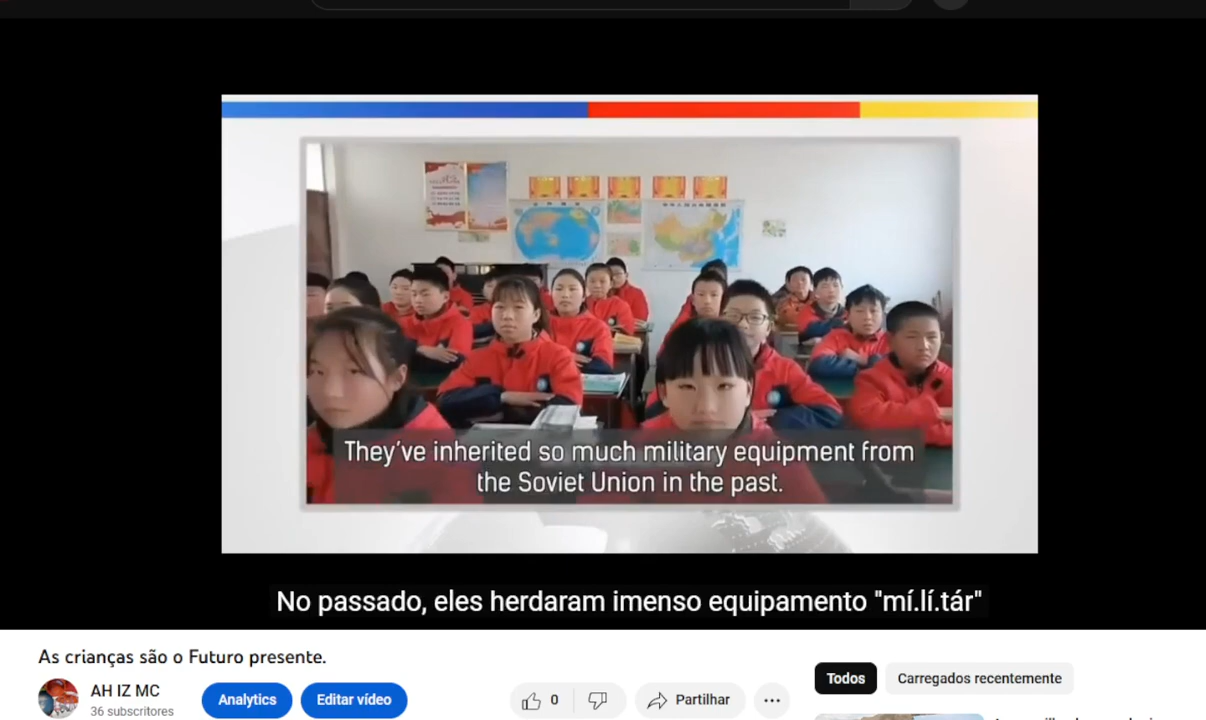 They've inherited so much military equipment from
the Soviet Union in the past.
No passado, eles herdaram imenso equipamento "mí.lí.tár"
As crianças são o Futuro presente.
AH IZ MC
36 subscritores
Analytics
Editar vídeo
0
Partilhar
Todos
Carregados recentemente